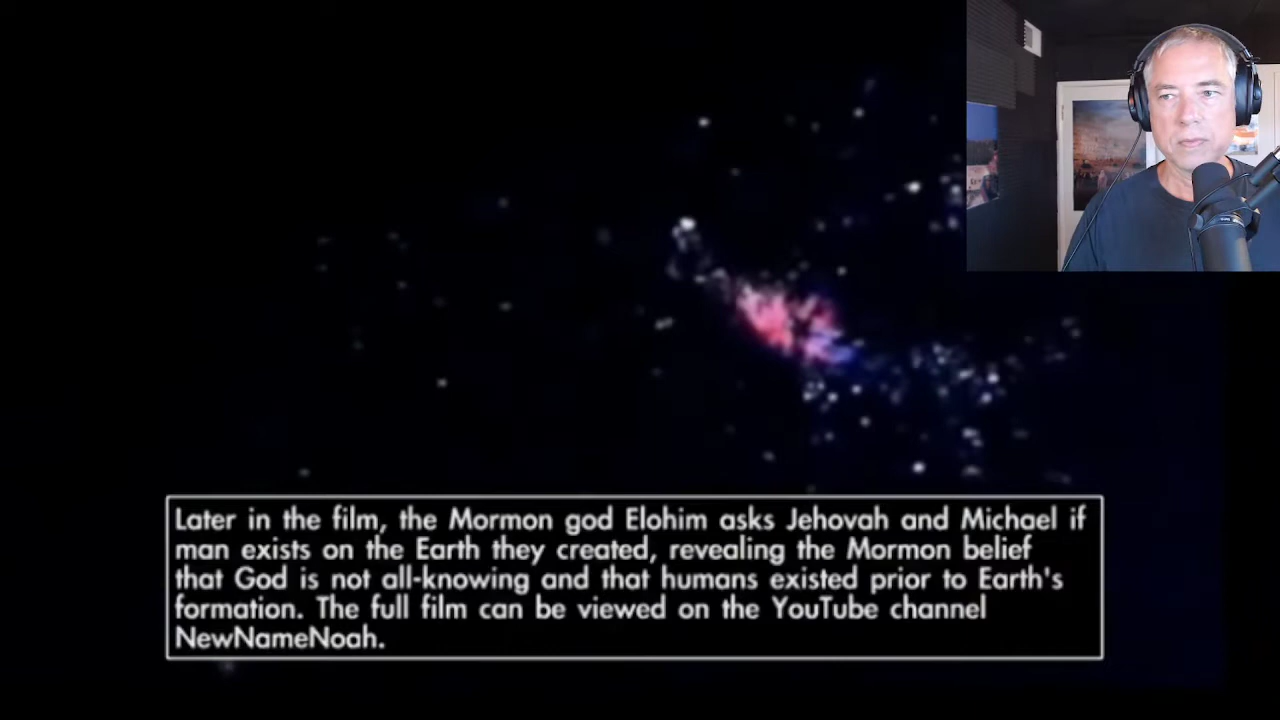 Later in the film, the Mormon god Elohim asks Jehovah and Michael if
man exists on the Earth they created, revealing the Mormon belief
that God is not all-knowing and that humans existed prior to Earth's
formation. The full film can be viewed on the YouTube channel
NewNameNoah.